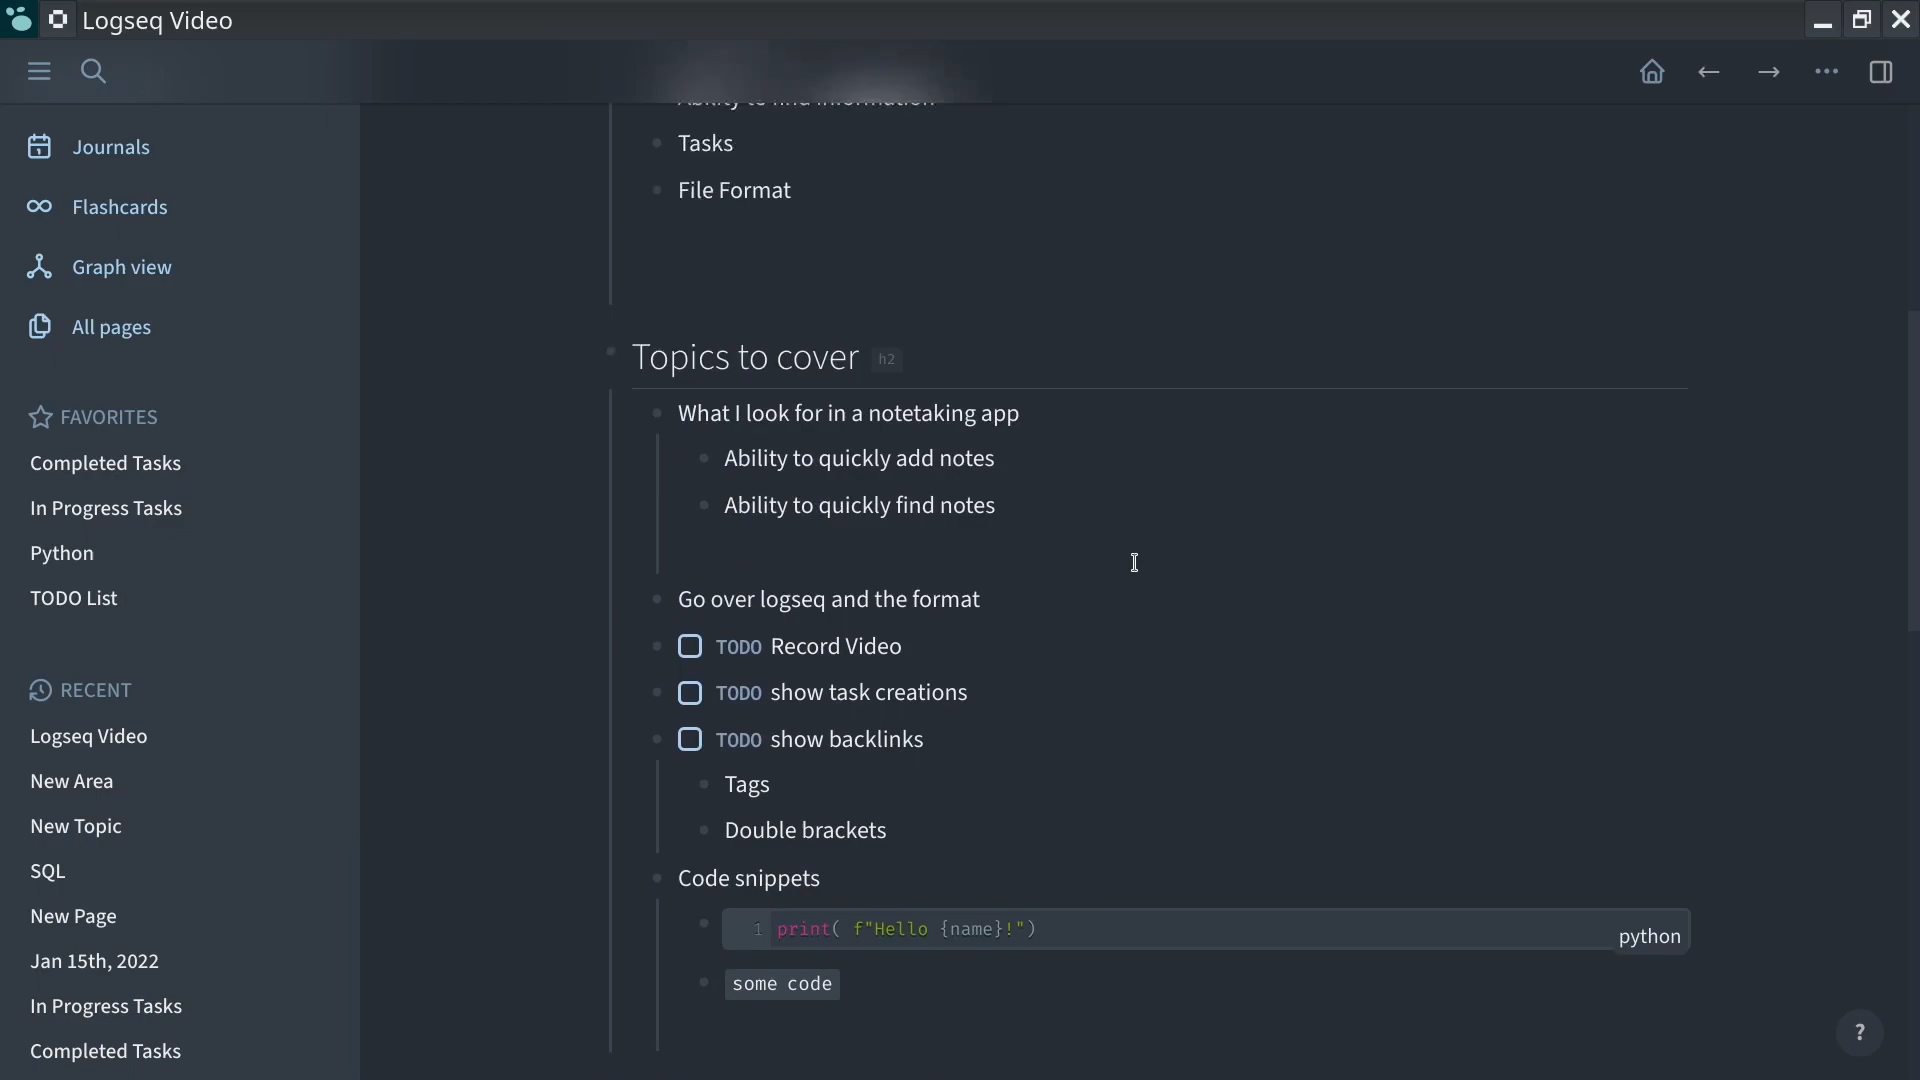 Logseq Video
Journals
Flashcards
Graph view
All pages
FAVORITES
Completed Tasks
In Progress Tasks
Python
TODO List
RECENT
Logseq Video
New Area
New Topic
SQL
New Page
Jan 15th, 2022
In Progress Tasks
Completed Tasks
Ability to find information
Tasks
File Format
Topics to cover h2
What I look for in a notetaking app
Ability to quickly add notes
Ability to quickly find notes
Go over logseq and the format
TODO Record Video
TODO show task creations
TODO show backlinks
Tags
Double brackets
Code snippets
1 print( f"Hello {name}!")
python
some code
?